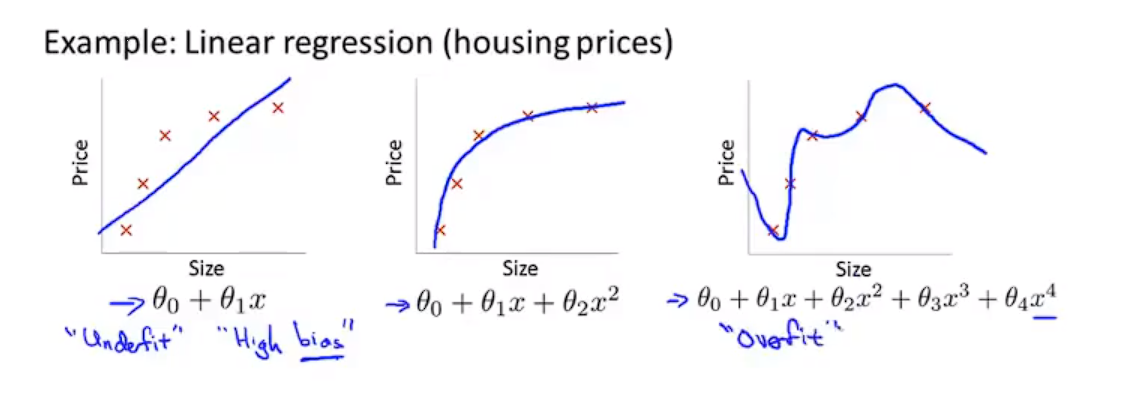 Example: Linear regression (housing prices)
Price
Size
→ θ₀ + θ₁x
"Underfit" "High bias"
Price
Size
→ θ₀ + θ₁x + θ₂x²
Price
Size
→ θ₀ + θ₁x + θ₂x² + θ₃x³ + θ₄x⁴
"Overfit"